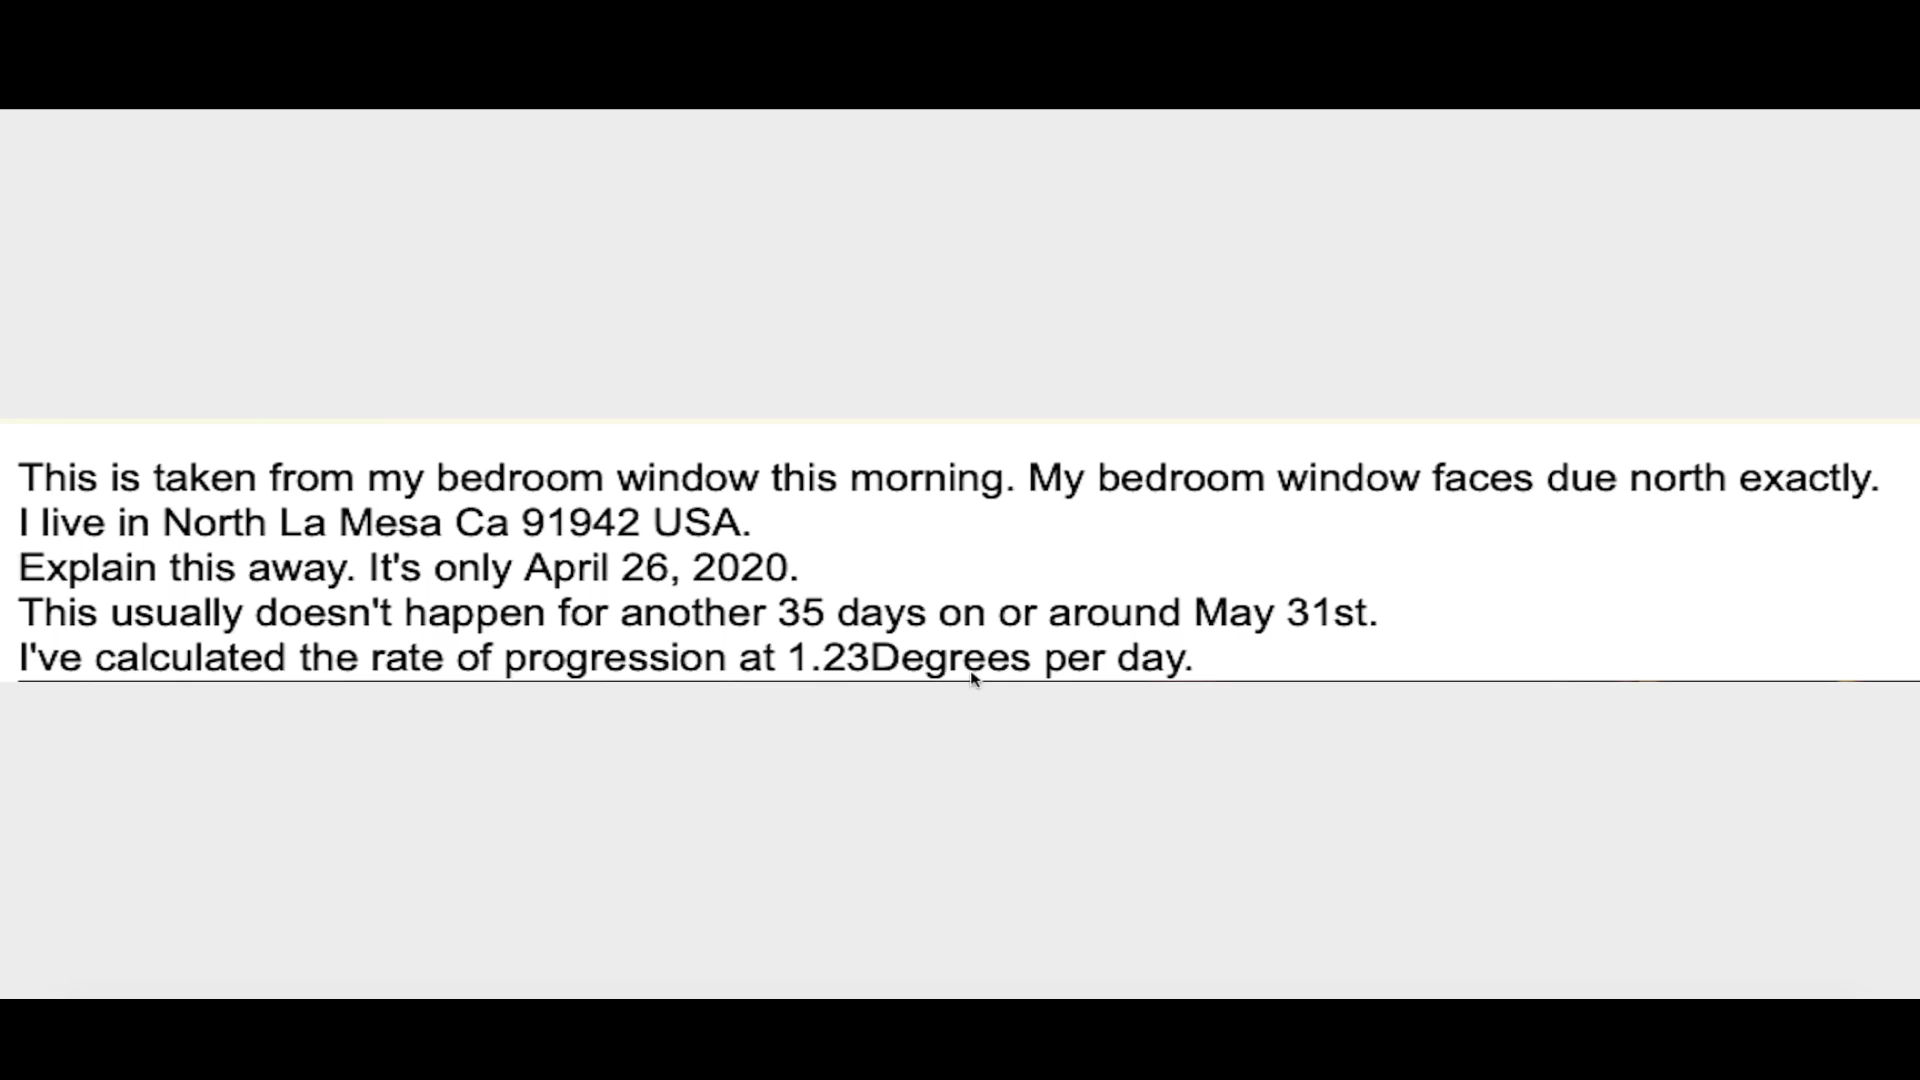 This is taken from my bedroom window this morning. My bedroom window faces due north exactly.
I live in North La Mesa Ca 91942 USA.
Explain this away. It's only April 26, 2020.
This usually doesn't happen for another 35 days on or around May 31st.
I've calculated the rate of progression at 1.23Degrees per day.